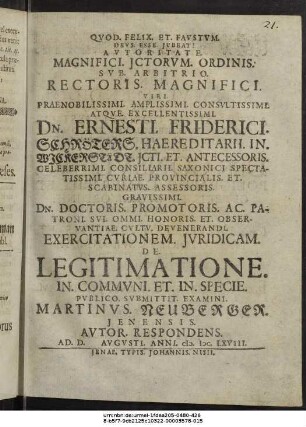 21.
QVOD. FELIX. ET. FAVSTVM.
DEVS. ESSE. JVBEAT!
AVTORITATE.
MAGNIFICI. JCTORVM. ORDINIS.
SVB. ARBITRIO.
RECTORIS. MAGNIFICI.
VIRI.
PRAENOBILISSIMI. AMPLISSIMI. CONSVLTISSIMI.
ATQVE. EXCELLENTISSIMI.
DN. ERNESTI. FRIDERICI.
SCHRÖTERS, HAEREDITARII. IN.
WICKERSTÄDT. JCTI. ET. ANTECESSORIS.
CELEBERRIMI. CONSILIARII. SAXONICI. SPECTA-
TISSIMI. CVRIAE. PROVINCIALIS. ET.
SCABINATVS. ASSESSORIS.
GRAVISSIMI.
DN. DOCTORIS. PROMOTORIS. AC. PA-
TRONI. SVI. OMNI. HONORIS. ET. OBSER-
VANTIAE. CVLTV. DEVENERANDI.
EXERCITATIONEM. JVRIDICAM.
DE.
LEGITIMATIONE.
IN. COMMVNI. ET. IN. SPECIE.
PVBLICO. SVBMITTIT. EXAMINI.
MARTINVS. NEUBERGER.
JENENSIS.
AVTOR. RESPONDENS.
AD. D. AVGVSTI. ANNI. cIɔ. Iɔc. LXVIII.
JENAE, TYPIS. JOHANNIS. NISII.